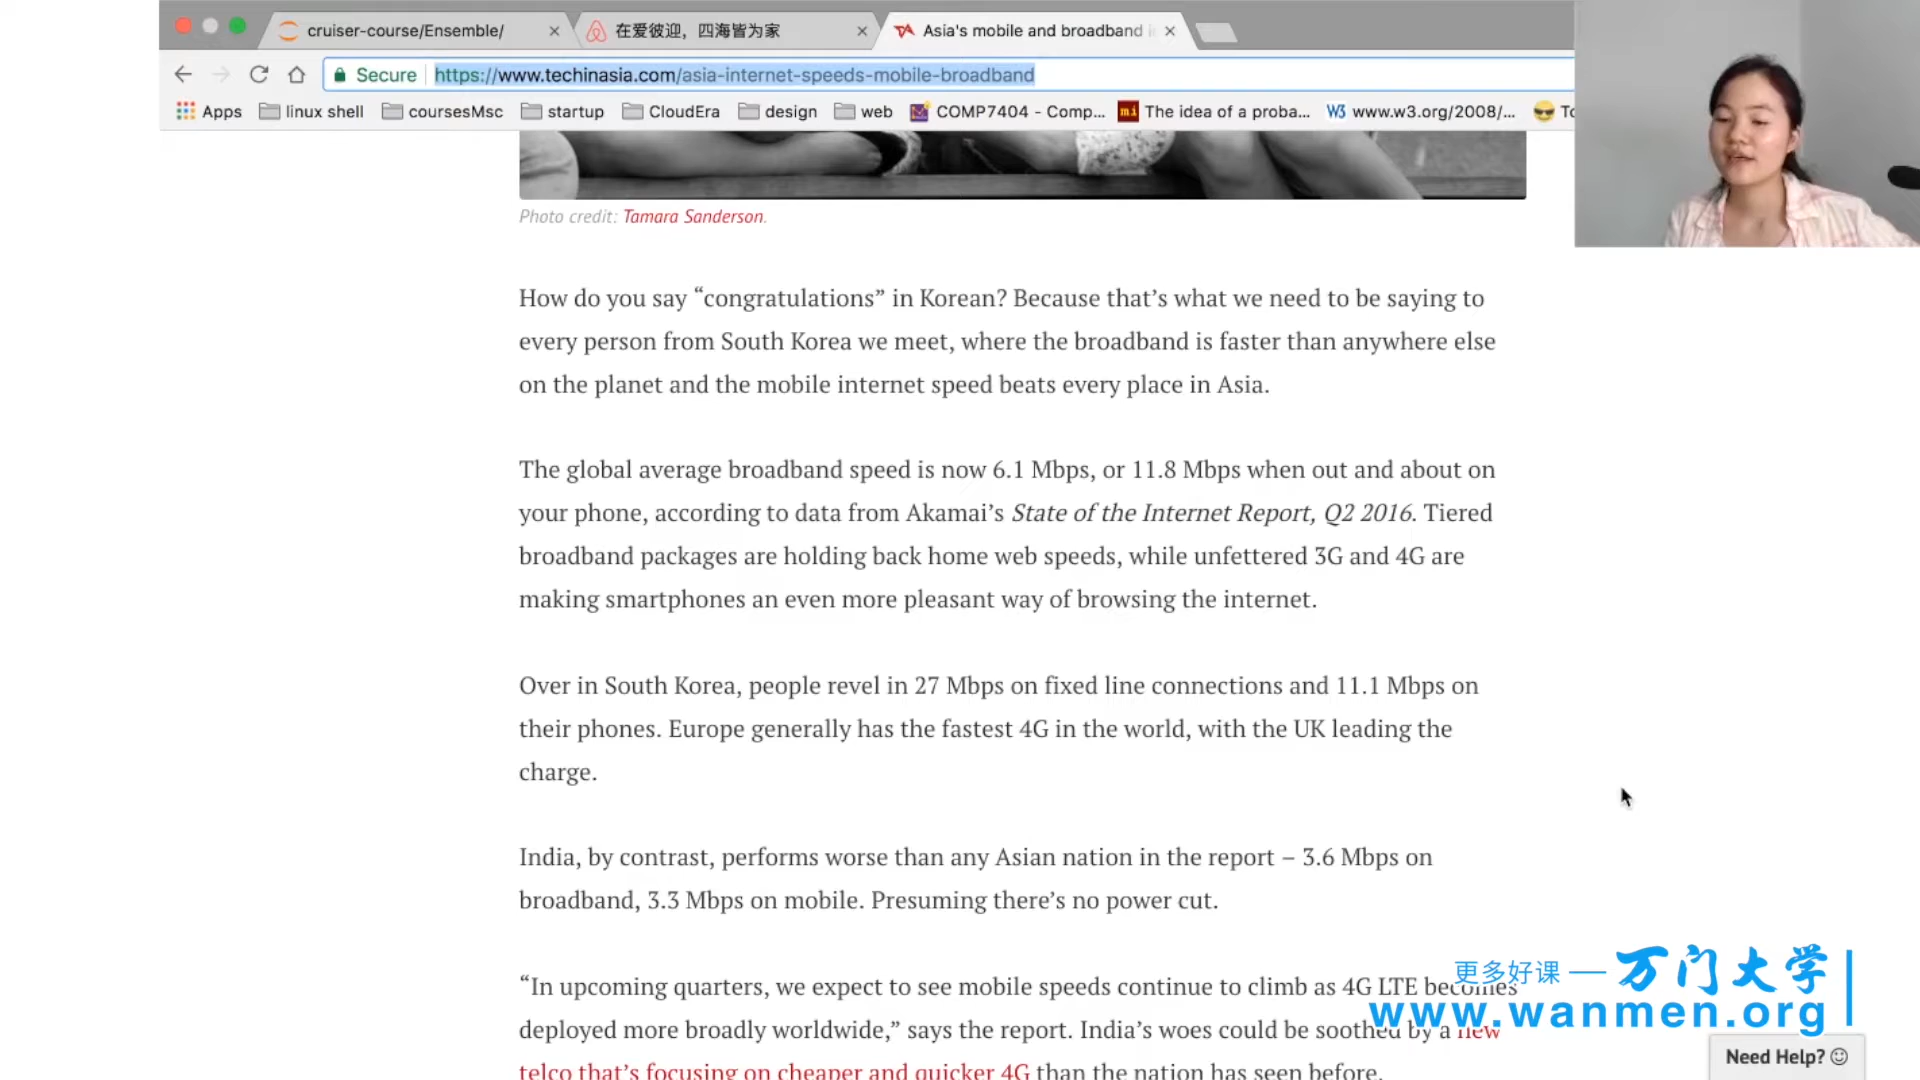 cruiser-course/Ensemble/
在爱彼迎，四海皆为家
Asia's mobile and broadband i
Secure
https://www.techinasia.com/asia-internet-speeds-mobile-broadband
Apps
linux shell
coursesMsc
startup
CloudEra
design
web
COMP7404 - Comp...
mi
The idea of a proba...
W3
www.w3.org/2008/...
To
Photo credit: Tamara Sanderson.
How do you say “congratulations” in Korean? Because that’s what we need to be saying to
every person from South Korea we meet, where the broadband is faster than anywhere else
on the planet and the mobile internet speed beats every place in Asia.
The global average broadband speed is now 6.1 Mbps, or 11.8 Mbps when out and about on
your phone, according to data from Akamai’s State of the Internet Report, Q2 2016. Tiered
broadband packages are holding back home web speeds, while unfettered 3G and 4G are
making smartphones an even more pleasant way of browsing the internet.
Over in South Korea, people revel in 27 Mbps on fixed line connections and 11.1 Mbps on
their phones. Europe generally has the fastest 4G in the world, with the UK leading the
charge.
India, by contrast, performs worse than any Asian nation in the report – 3.6 Mbps on
broadband, 3.3 Mbps on mobile. Presuming there’s no power cut.
“In upcoming quarters, we expect to see mobile speeds continue to climb as 4G LTE becomes
deployed more broadly worldwide,” says the report. India’s woes could be soothed by a new
telco that’s focusing on cheaper and quicker 4G than the nation has seen before.
更多好课 — 万门大学
www.wanmen.org
Need Help?